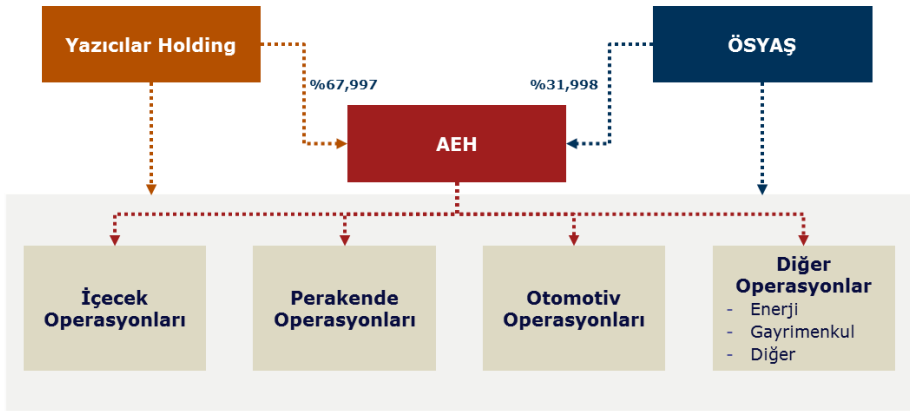 Yazıcılar Holding
ÖSYAŞ
%67,997
%31,998
AEH
İçecek
Operasyonları
Perakende
Operasyonları
Otomotiv
Operasyonları
Diğer
Operasyonlar
- Enerji
- Gayrimenkul
- Diğer